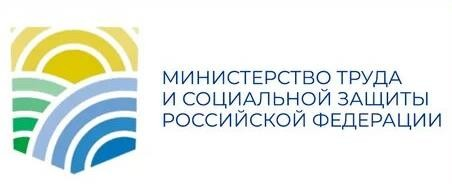 МИНИСТЕРСТВО ТРУДА
И СОЦИАЛЬНОЙ ЗАЩИТЫ
РОССИЙСКОЙ ФЕДЕРАЦИИ